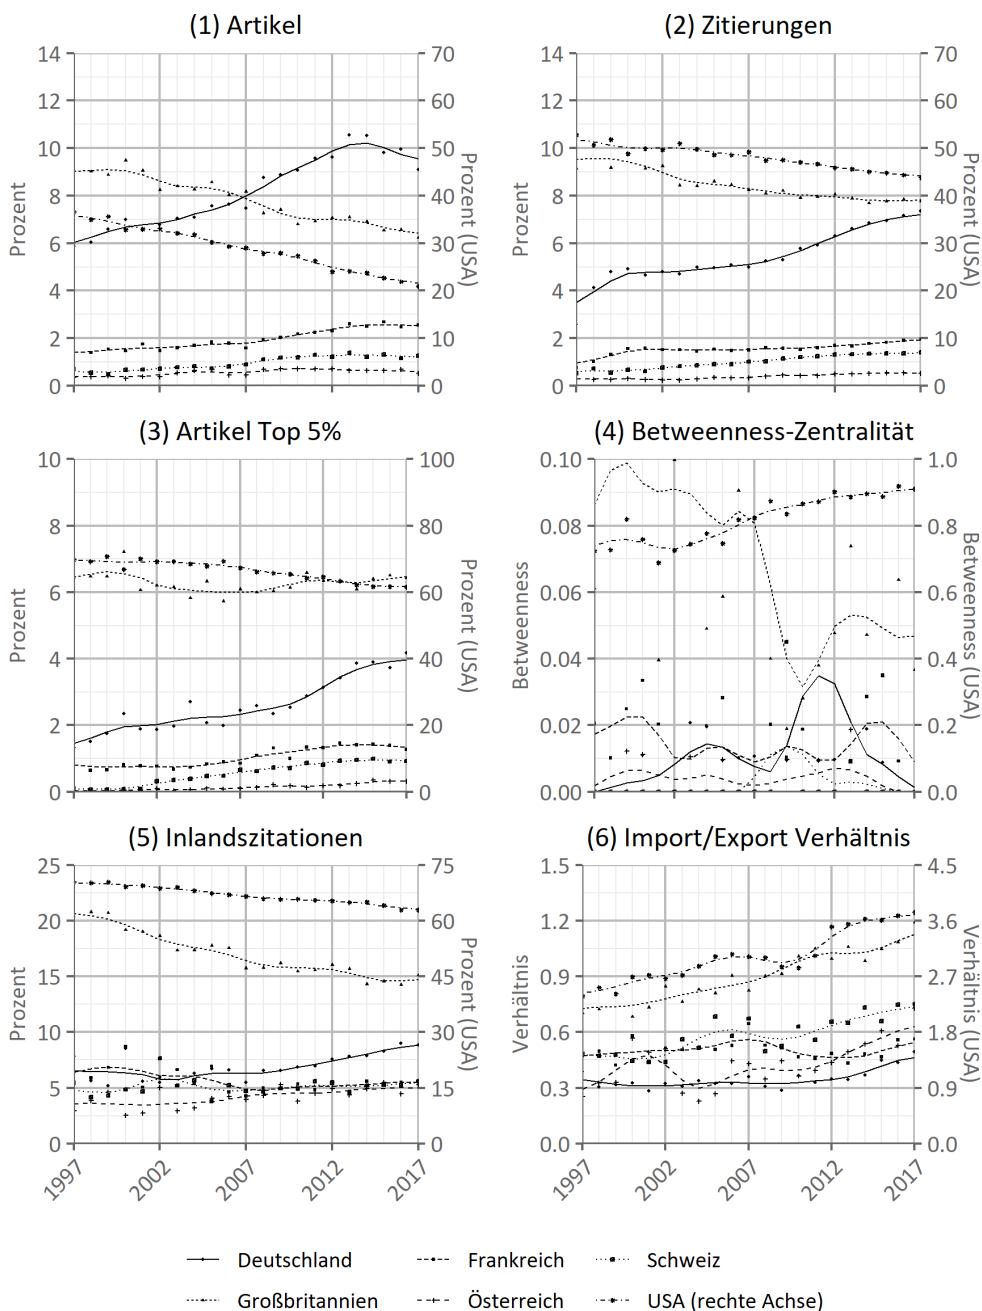 (1) Artikel (2) Zitierungen
14 70 14 70
12 60 12 60
10 50 10 50
8 40 8 40
6 30 6 30
4 20 4 20
2 10 2 10
0 0 0 0
Prozent Prozent (USA) Prozent Prozent (USA)
(3) Artikel Top 5% (4) Betweenness-Zentralität
10 100 0.10 1.0
8 80 0.08 0.8
6 60 0.06 0.6
4 40 0.04 0.4
2 20 0.02 0.2
0 0 0.00 0.0
Prozent Prozent (USA) Betweenness Betweenness (USA)
(5) Inlandszitationen (6) Import/Export Verhältnis
25 75 1.5 4.5
20 60 1.2 3.6
15 45 0.9 2.7
10 30 0.6 1.8
5 15 0.3 0.9
0 0 0.0 0.0
Prozent Prozent (USA) Verhältnis Verhältnis (USA)
1997 2002 2007 2012 2017 1997 2002 2007 2012 2017
Deutschland Frankreich Schweiz
Großbritannien Österreich USA (rechte Achse)